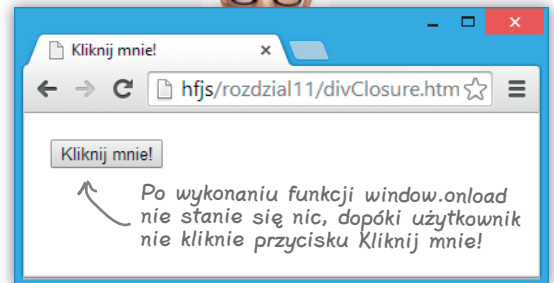 Kliknij mnie!
hfjs/rozdzial11/divClosure.htm
Kliknij mnie!
Po wykonaniu funkcji window.onload
nie stanie się nic, dopóki użytkownik
nie kliknie przycisku Kliknij mnie!